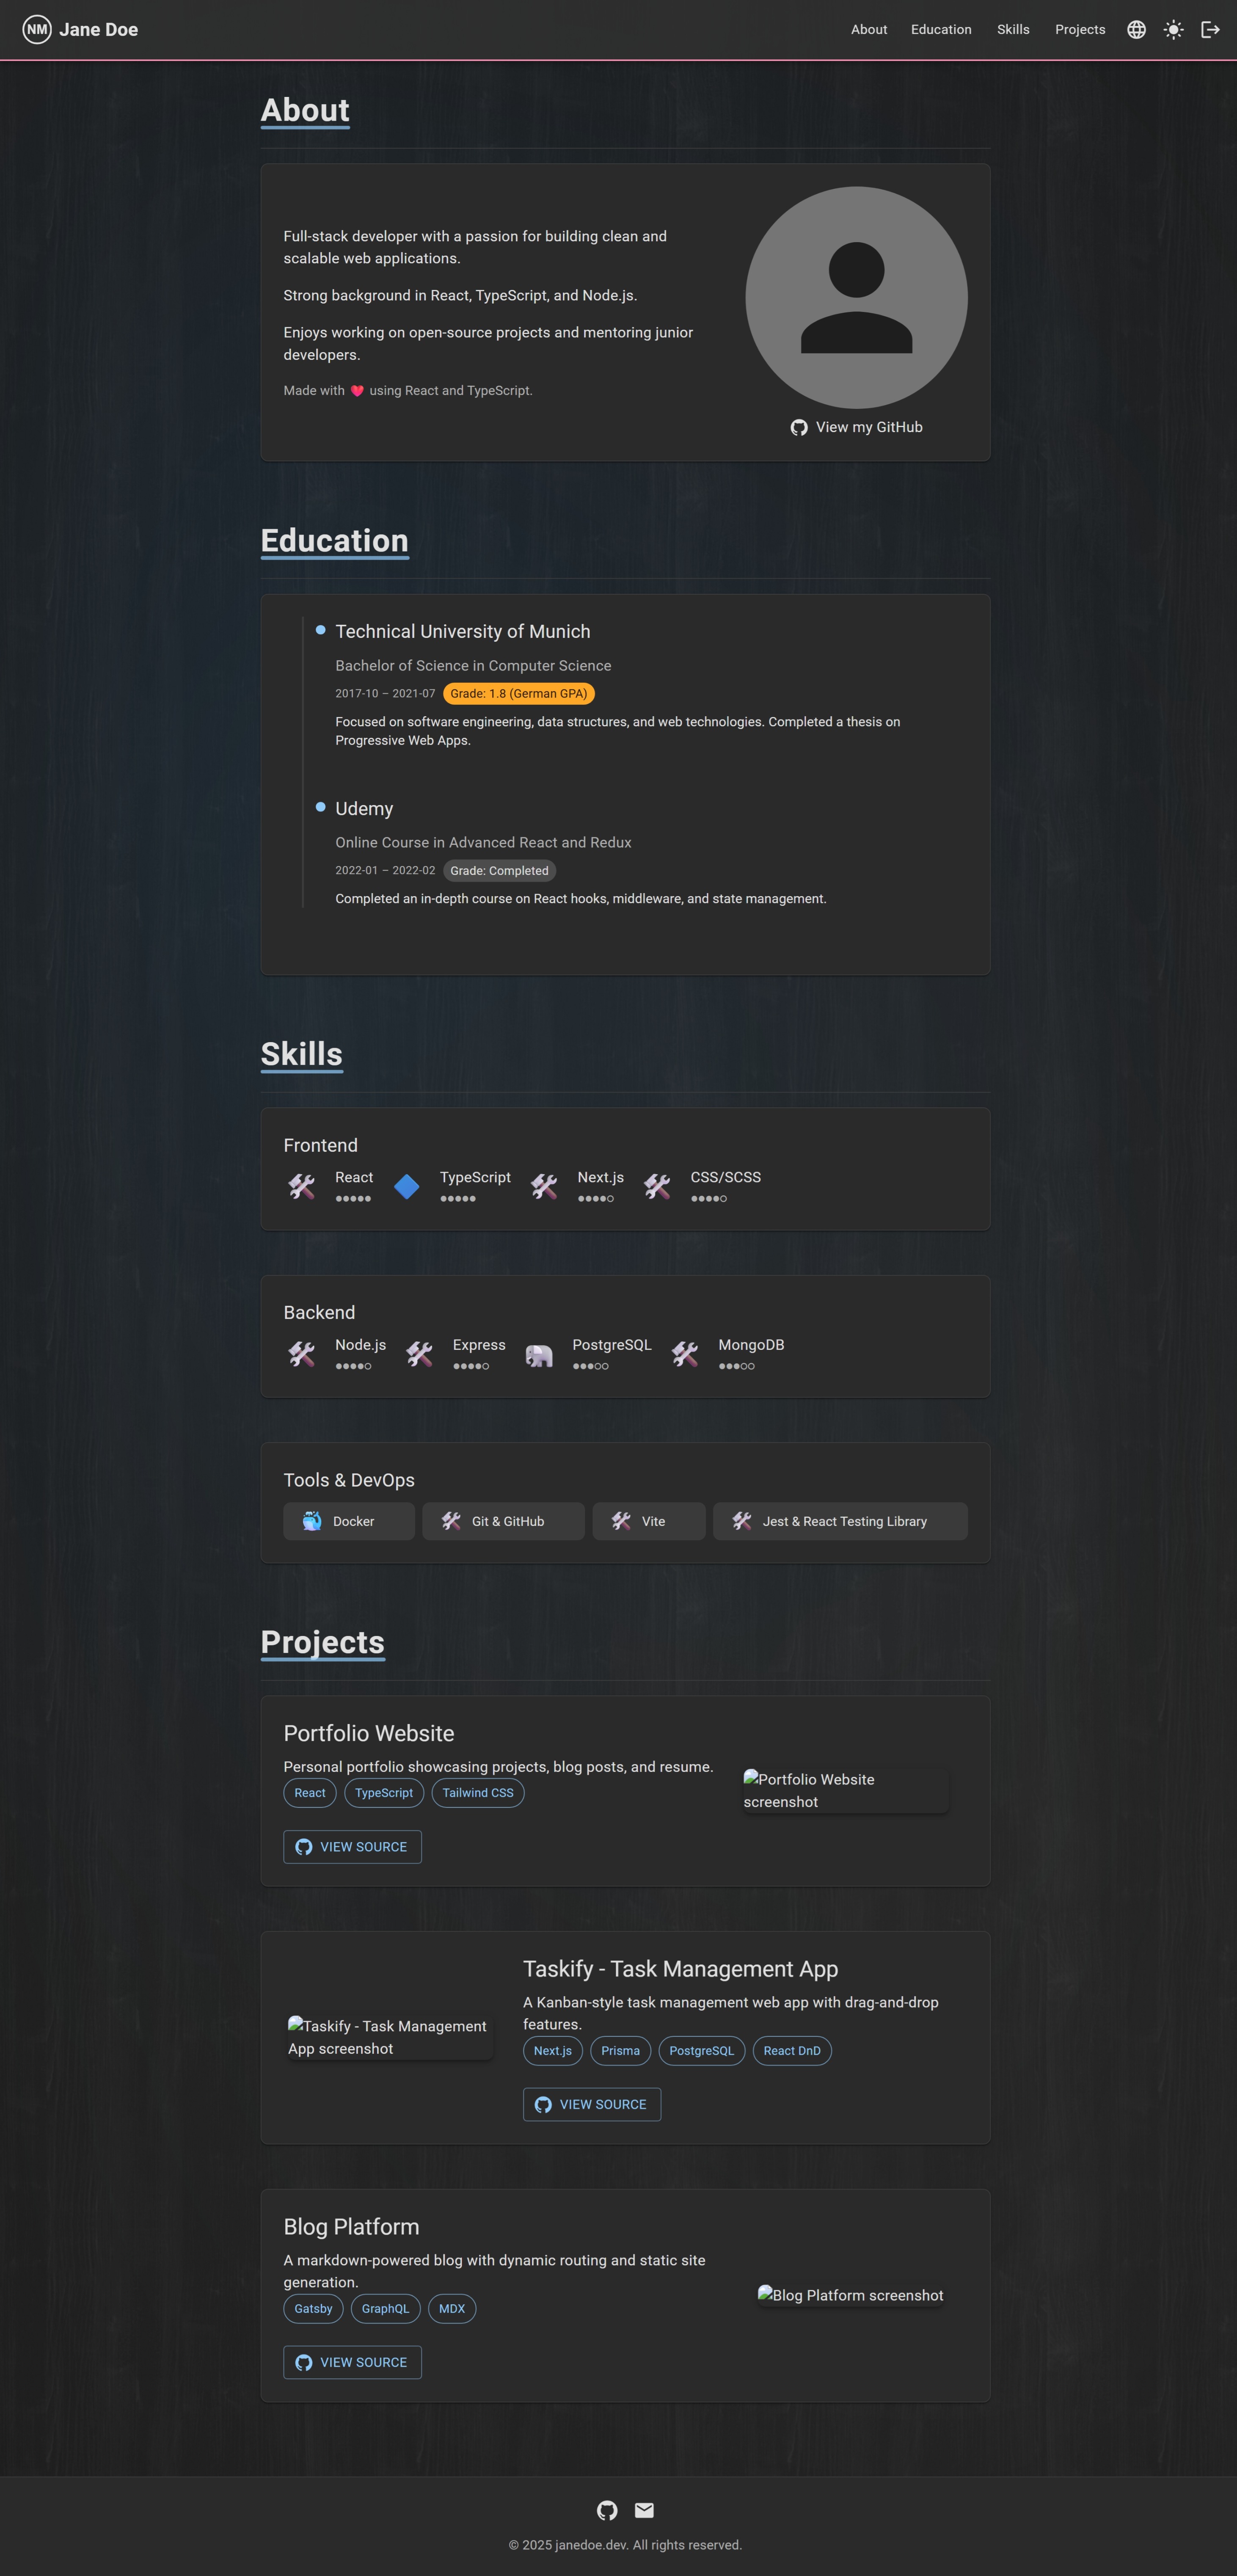 NM Jane Doe
About Education Skills Projects
About
Full-stack developer with a passion for building clean and
scalable web applications.
Strong background in React, TypeScript, and Node.js.
Enjoys working on open-source projects and mentoring junior
developers.
Made with ❤️ using React and TypeScript.
View my GitHub
Education
Technical University of Munich
Bachelor of Science in Computer Science
2017-10 – 2021-07 Grade: 1.8 (German GPA)
Focused on software engineering, data structures, and web technologies. Completed a thesis on
Progressive Web Apps.
Udemy
Online Course in Advanced React and Redux
2022-01 – 2022-02 Grade: Completed
Completed an in-depth course on React hooks, middleware, and state management.
Skills
Frontend
React TypeScript Next.js CSS/SCSS
Backend
Node.js Express PostgreSQL MongoDB
Tools & DevOps
Docker Git & GitHub Vite Jest & React Testing Library
Projects
Portfolio Website
Personal portfolio showcasing projects, blog posts, and resume.
React TypeScript Tailwind CSS
VIEW SOURCE
Portfolio Website
screenshot
Taskify - Task Management
App screenshot
Taskify - Task Management App
A Kanban-style task management web app with drag-and-drop
features.
Next.js Prisma PostgreSQL React DnD
VIEW SOURCE
Blog Platform
A markdown-powered blog with dynamic routing and static site
generation.
Gatsby GraphQL MDX
VIEW SOURCE
Blog Platform screenshot
© 2025 janedoe.dev. All rights reserved.